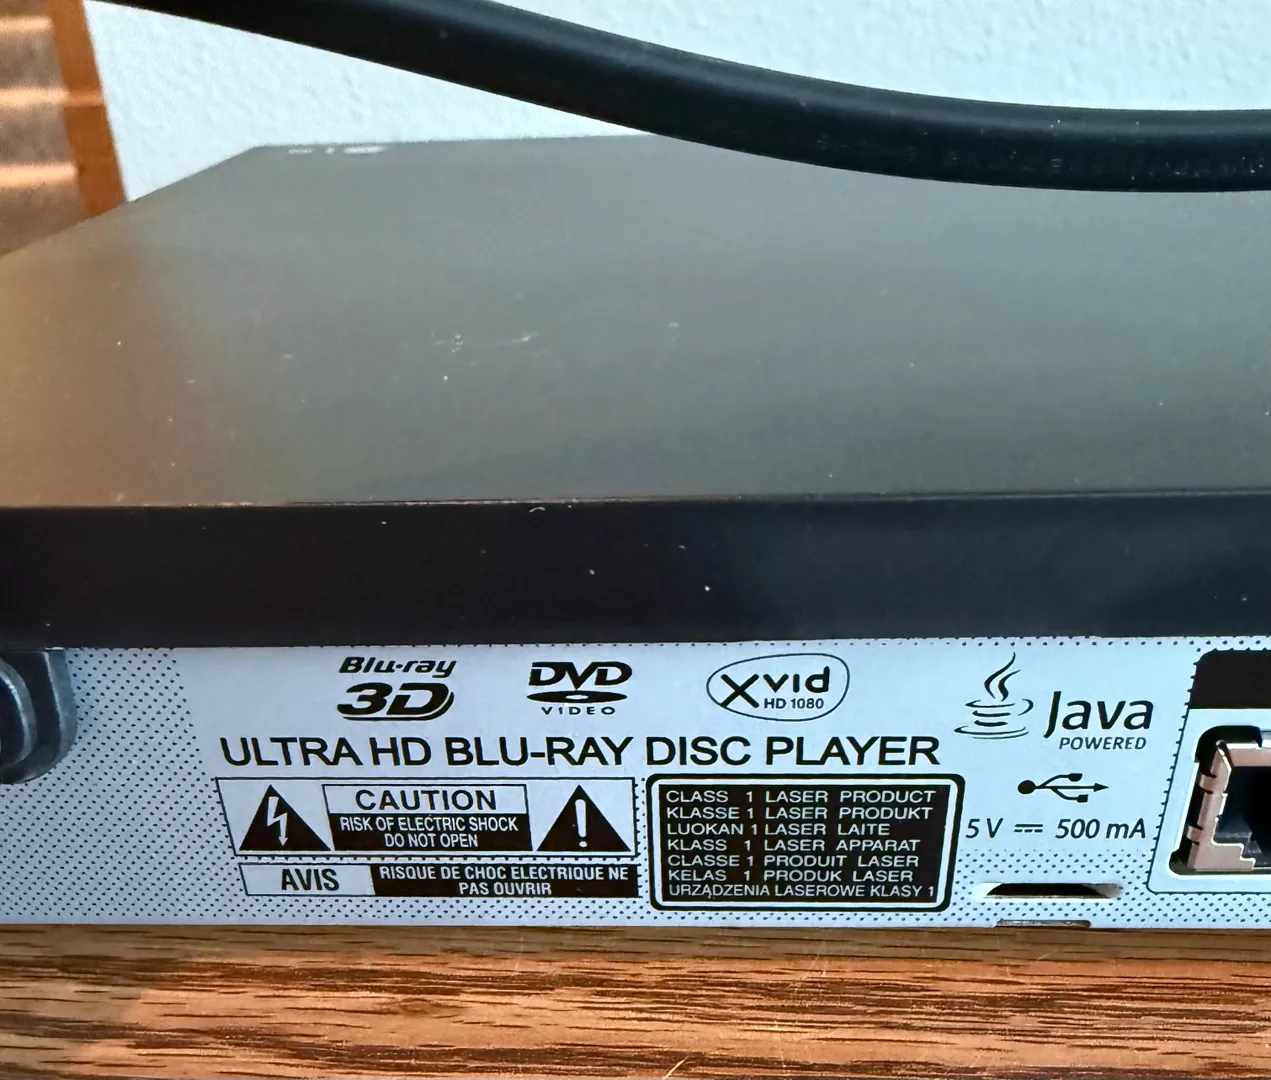 Blu-ray
3D
DVD
VIDEO
Xvid
HD 1080
Java
POWERED
ULTRA HD BLU-RAY DISC PLAYER
CAUTION
RISK OF ELECTRIC SHOCK
DO NOT OPEN
AVIS
RISQUE DE CHOC ELECTRIQUE NE
PAS OUVRIR
CLASS 1 LASER PRODUCT
KLASSE 1 LASER PRODUKT
LUOKAN 1 LASER LAITE
KLASS 1 LASER APPARAT
CLASSE 1 PRODUIT LASER
KELAS 1 PRODUK LASER
URZĄDZENIA LASEROWE KLASY 1
5 V ⎓ 500 mA